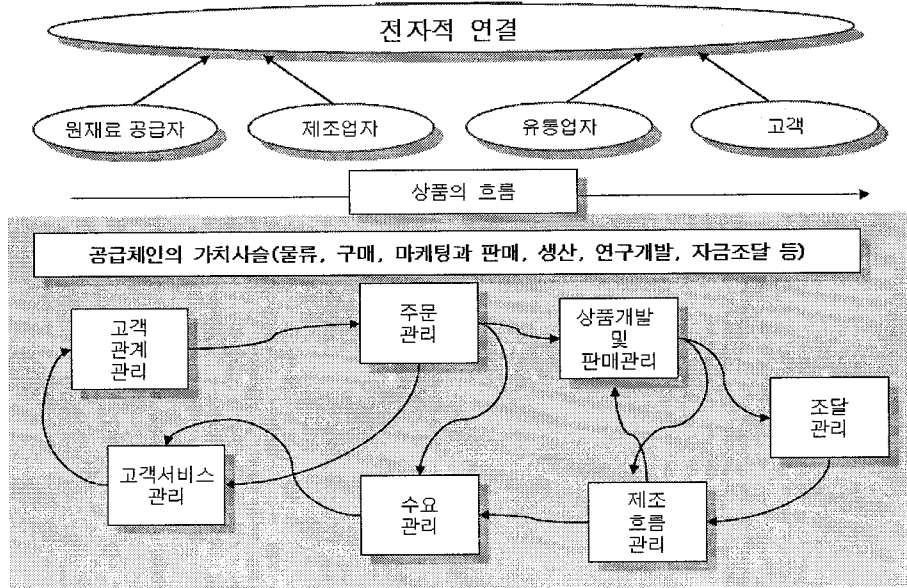 전자적 연결
원재료 공급자
제조업자
유통업자
고객
상품의 흐름
공급체인의 가치사슬(물류, 구매, 마케팅과 판매, 생산, 연구개발, 자금조달 등)
고객
관계
관리
주문
관리
상품개발
및
판매관리
조달
관리
고객서비스
관리
수요
관리
제조
흐름
관리